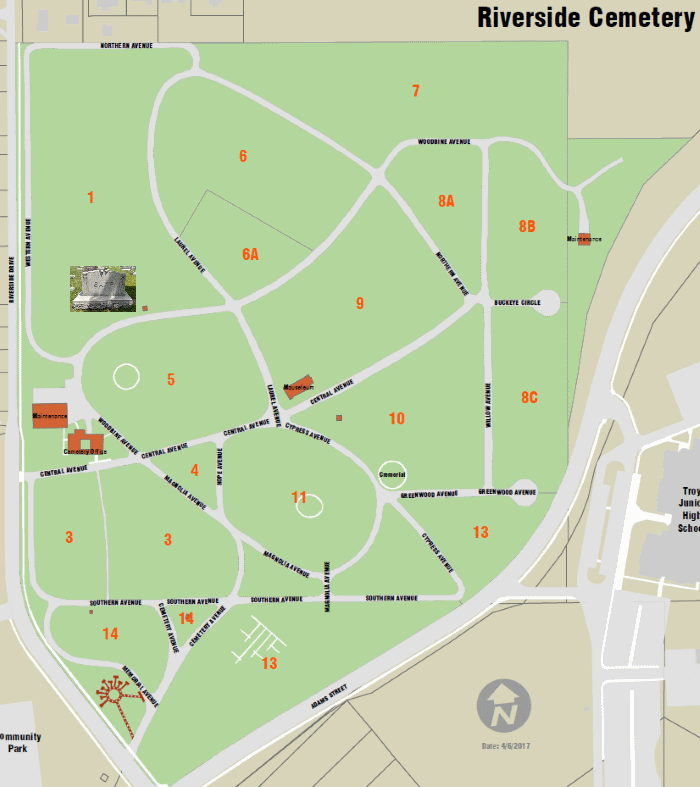 Riverside Cemetery
NORTHERN AVENUE
7
WOODBINE AVENUE
6
1
8A
8B
LAUREL AVENUE
6A
Maintenance
WESTERN AVENUE
RIVERSIDE DRIVE
NORTHERN AVENUE
9
BUCKEYE CIRCLE
5
Mausoleum
CENTRAL AVENUE
LAUREL AVENUE
WILLOW AVENUE
8C
10
Maintenance
WOODBINE AVENUE
CENTRAL AVENUE
CYPRESS AVENUE
Cemetery Office
CENTRAL AVENUE
CENTRAL AVENUE
4
HOPE AVENUE
MAGNOLIA AVENUE
11
GREENWOOD AVENUE
GREENWOOD AVENUE
Troy
Junio
High
Schoo
3
3
13
CYPRESS AVENUE
MAGNOLIA AVENUE
MAGNOLIA AVENUE
SOUTHERN AVENUE
SOUTHERN AVENUE
SOUTHERN AVENUE
SOUTHERN AVENUE
14
14
CEMETERY AVENUE
CEMETERY AVENUE
13
MEMORIAL AVENUE
ADAMS STREET
N
Date: 4/6/2017
ommunity
Park